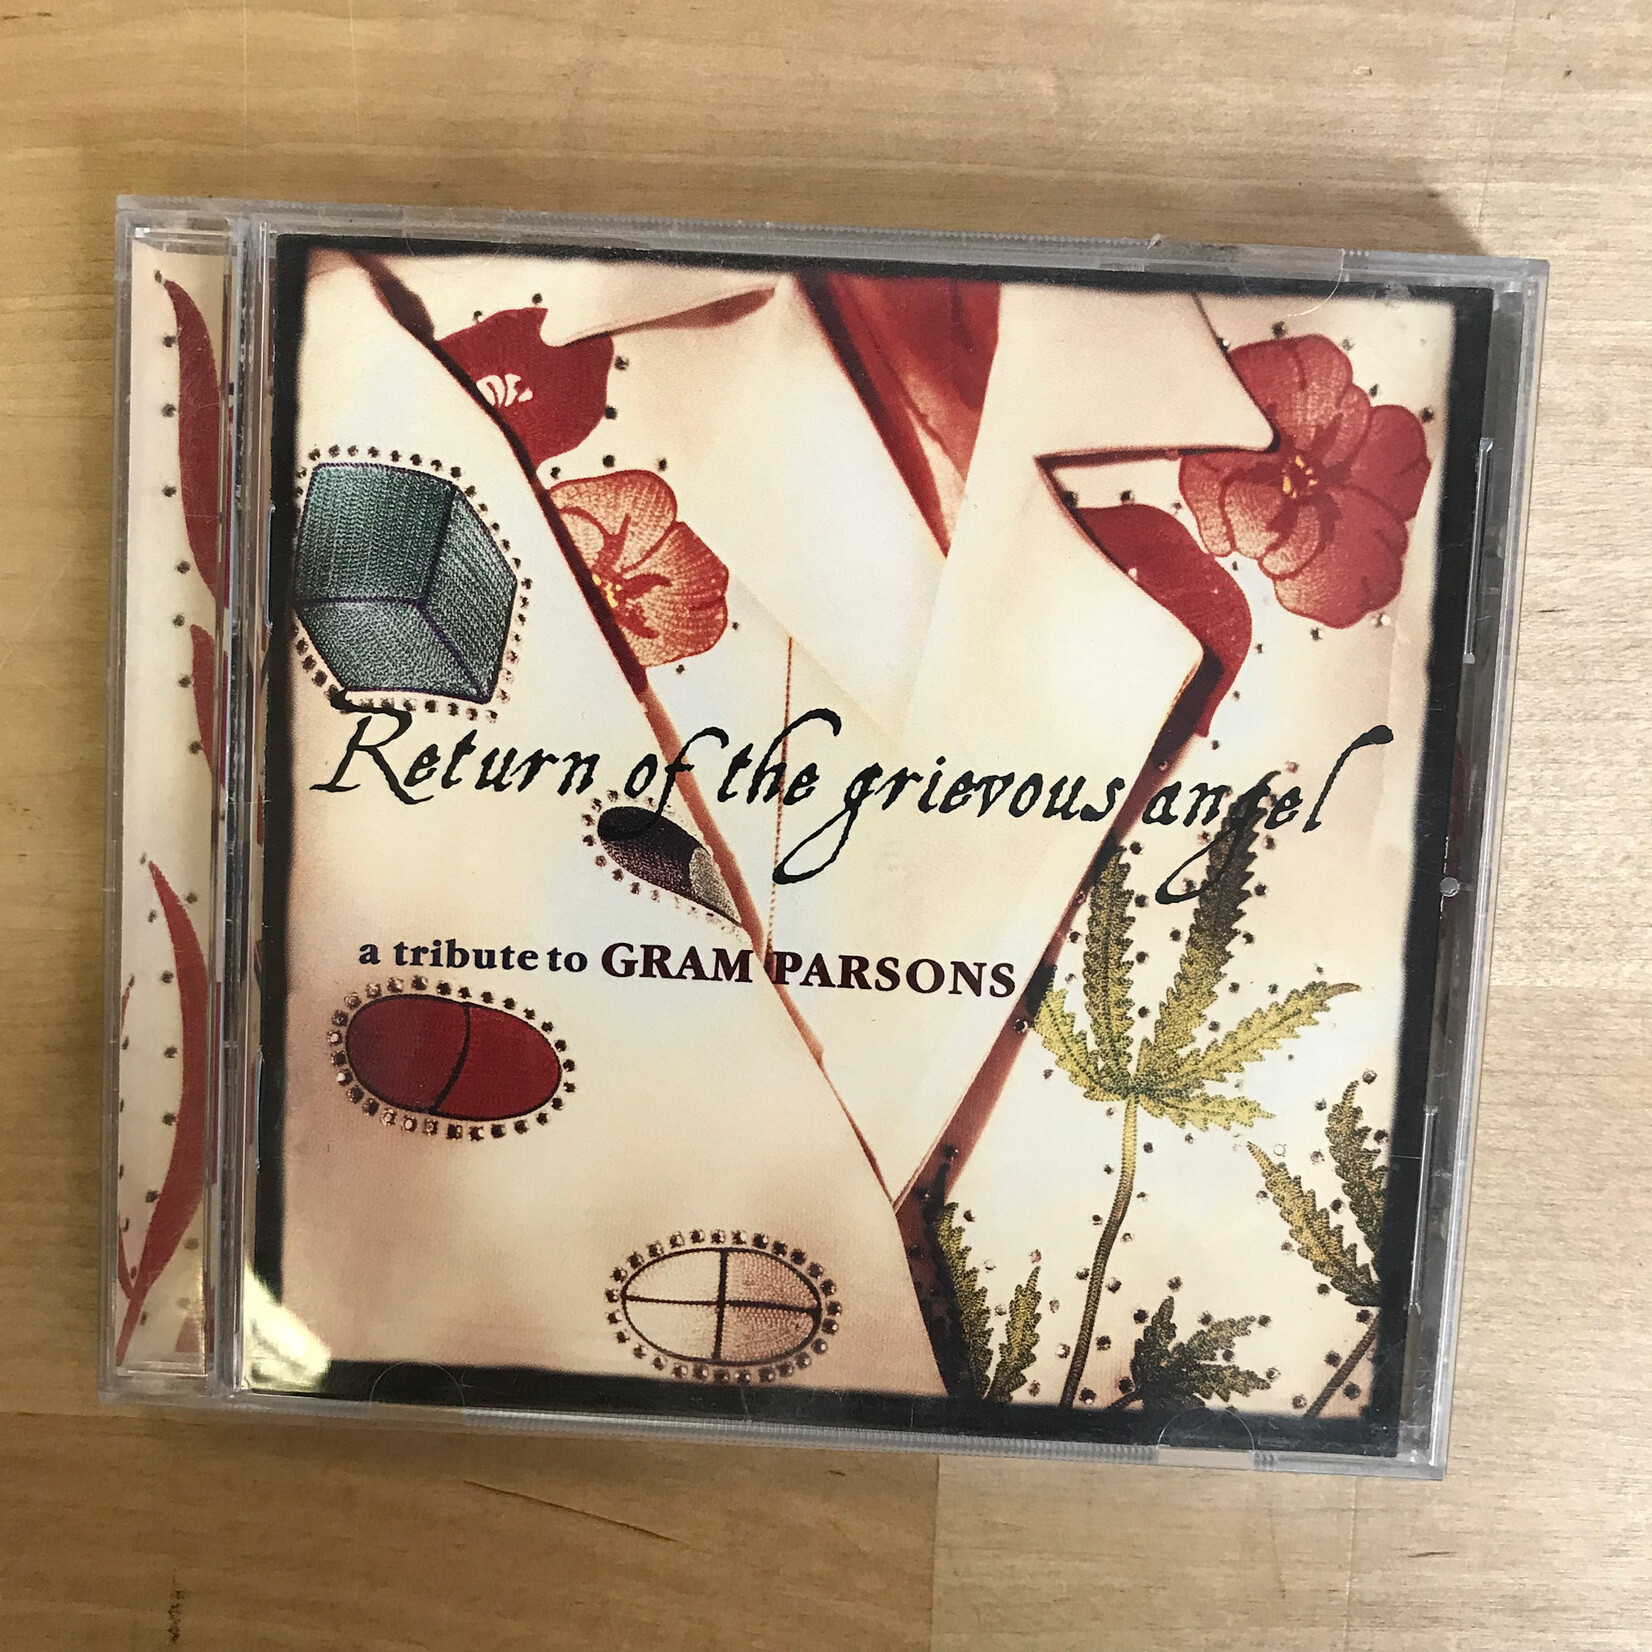 Return of the grievous angel
a tribute to GRAM PARSONS